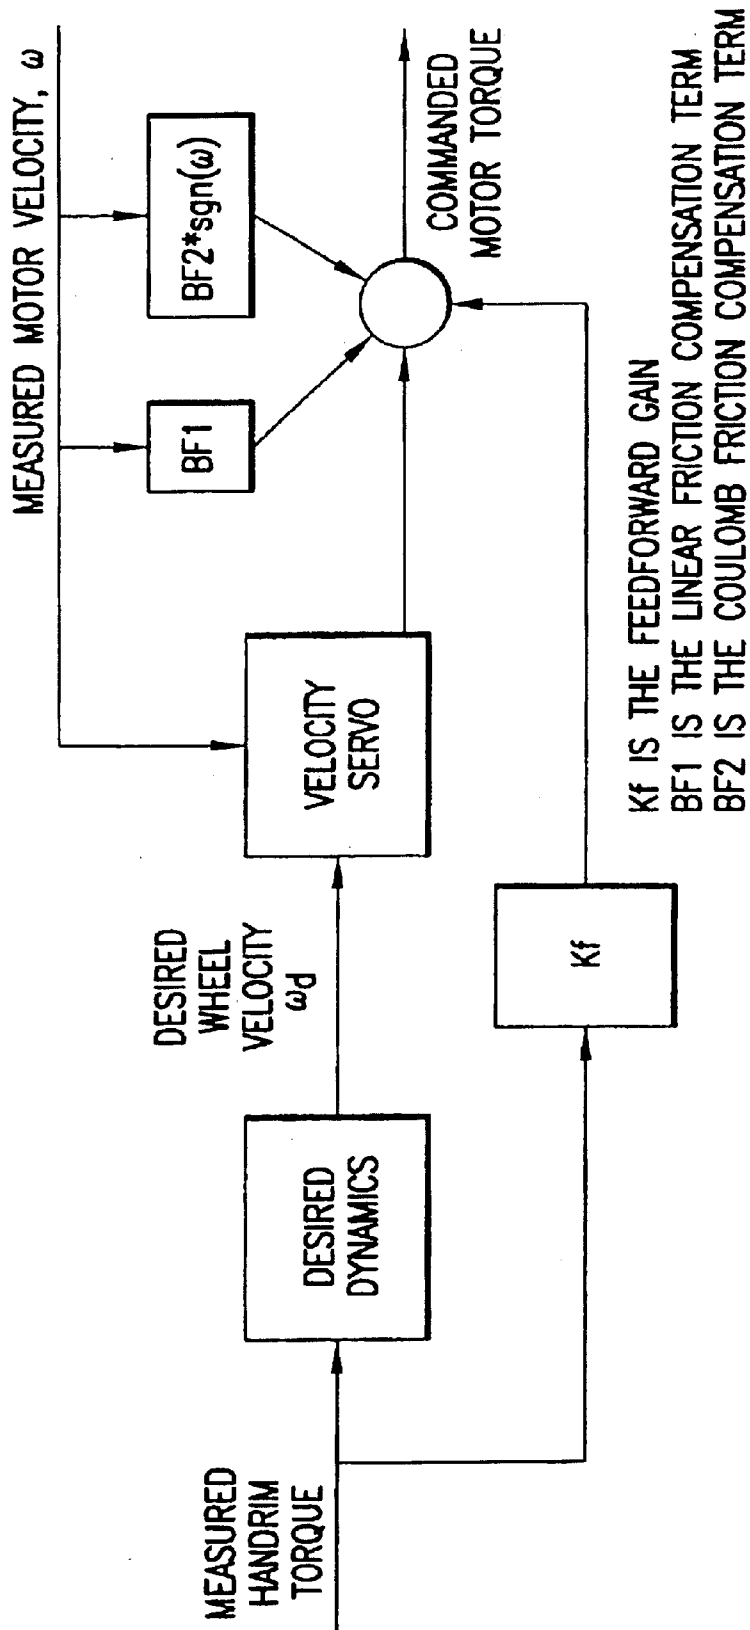 MEASURED MOTOR VELOCITY, ω
BF1
BF2*sgn(ω)
COMMANDED
MOTOR TORQUE
DESIRED
WHEEL
VELOCITY
ωd
VELOCITY
SERVO
DESIRED
DYNAMICS
MEASURED
HANDRIM
TORQUE
Kf
Kf IS THE FEEDFORWARD GAIN
BF1 IS THE LINEAR FRICTION COMPENSATION TERM
BF2 IS THE COULOMB FRICTION COMPENSATION TERM